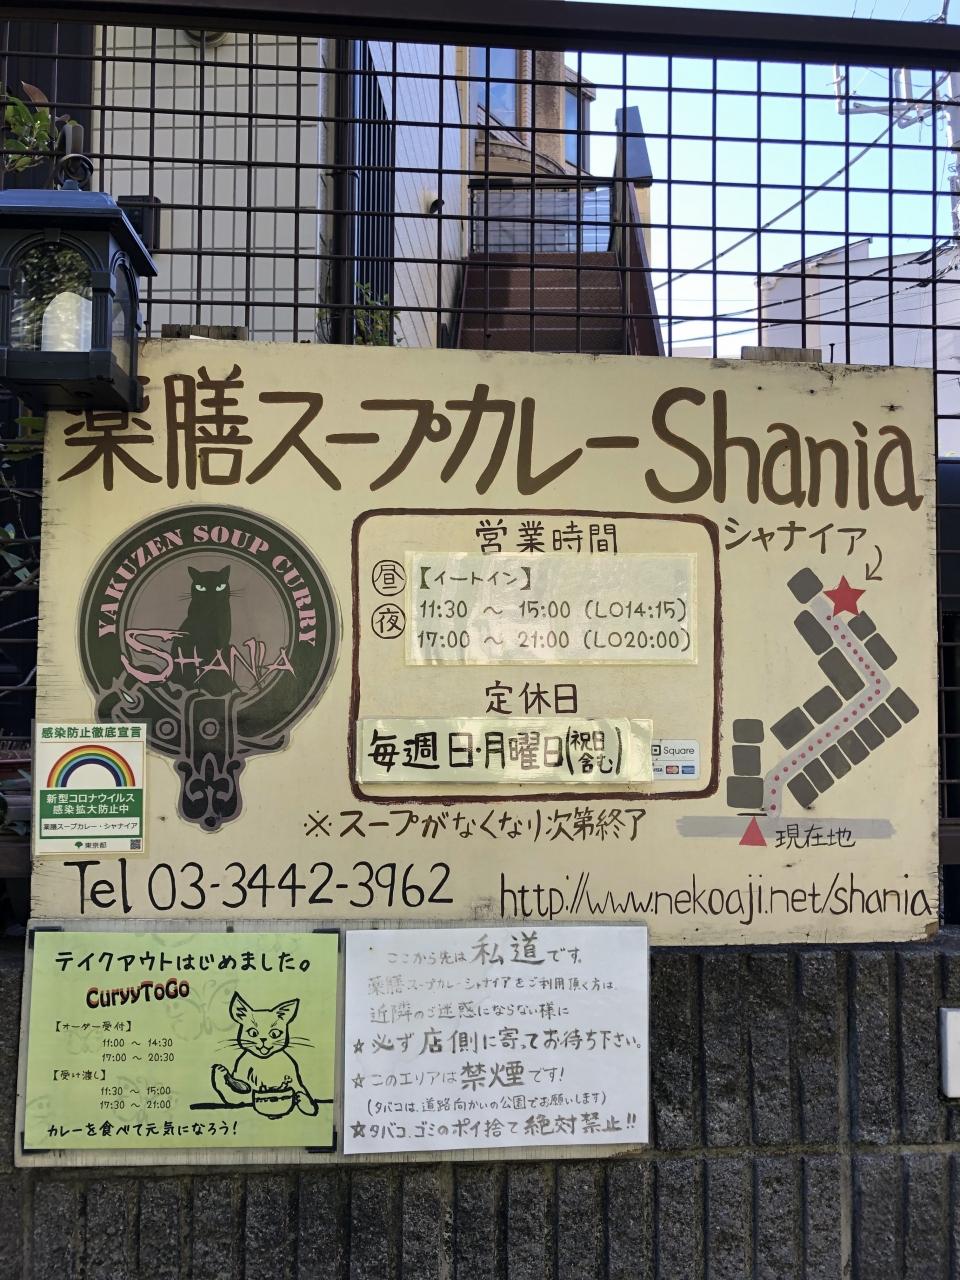 薬膳スープカレーShania
シャナイア
YAKUZEN SOUP CURRY
SHANIA
営業時間
昼
夜
【イートイン】
11:30 ～ 15:00 (LO14:15)
17:00 ～ 21:00 (LO20:00)
定休日
毎週日・月曜日(祝日含む)
Square
※スープがなくなり次第終了
現在地
Tel 03-3442-3962
http://www.nekoaji.net/shania
感染防止徹底宣言
新型コロナウイルス
感染拡大防止中
薬膳スープカレー・シャナイア
東京都
テイクアウトはじめました。
CurvyToGo
【オーダー受付】
11:00 ～ 14:30
17:00 ～ 20:30
【受け渡し】
11:30 ～ 15:00
17:30 ～ 21:00
カレーを食べて元気になろう!
ここから先は私道です。
薬膳スープカレーシャナイアをご利用頂く方は、
近隣のご迷惑にならない様に
☆必ず店側に寄ってお待ち下さい。
☆このエリアは禁煙です!
(タバコは、道路向かいの公園でお願いします)
☆タバコ、ゴミのポイ捨て絶対禁止!!